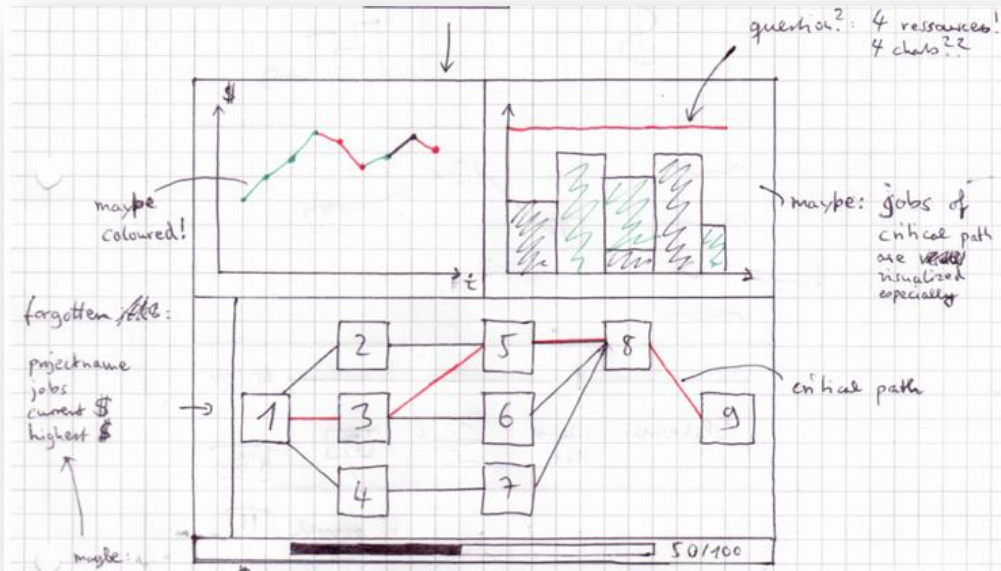 question?: 4 ressources!
4 charts??
$
t
maype
coloured!
maybe: jobs of
critical path
are
visualized
especially
forgotten
projectname
jobs
current $
highest $
maybe:
1
2
3
4
5
6
7
8
9
critical path
50/100